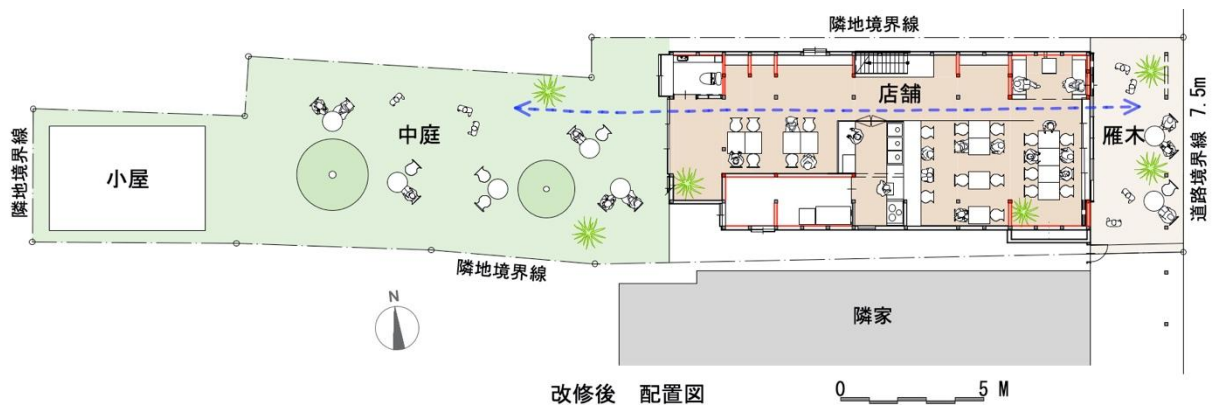 隣地境界線
店舗
雁木
道路境界線 7.5m
中庭
小屋
隣地境界線
隣地境界線
隣家
N
改修後 配置図
0 5 M